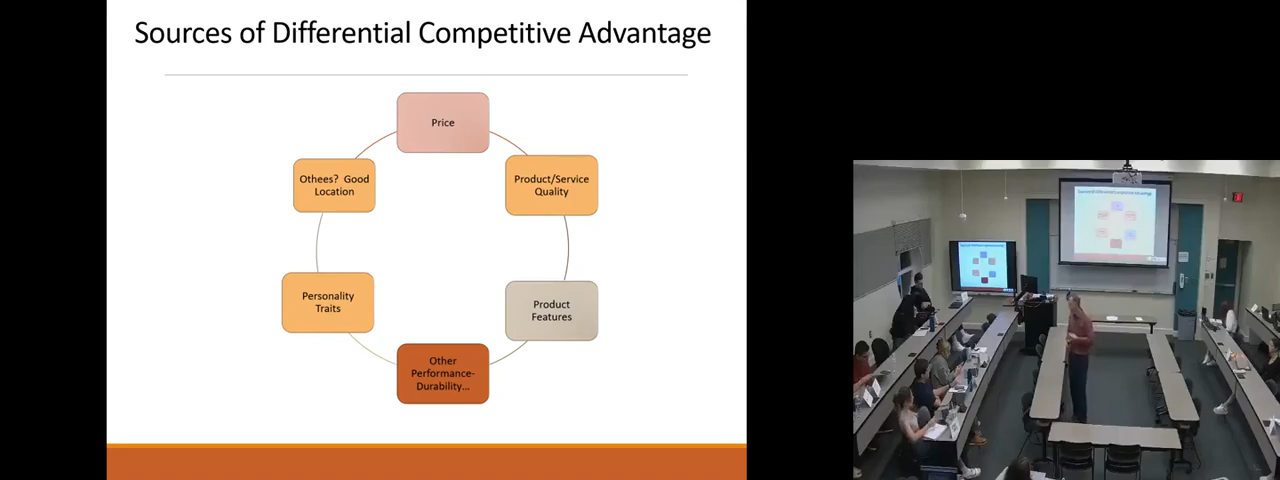 Sources of Differential Competitive Advantage
Price
Product/Service
Quality
Product
Features
Other
Performance-
Durability...
Personality
Traits
Othees? Good
Location